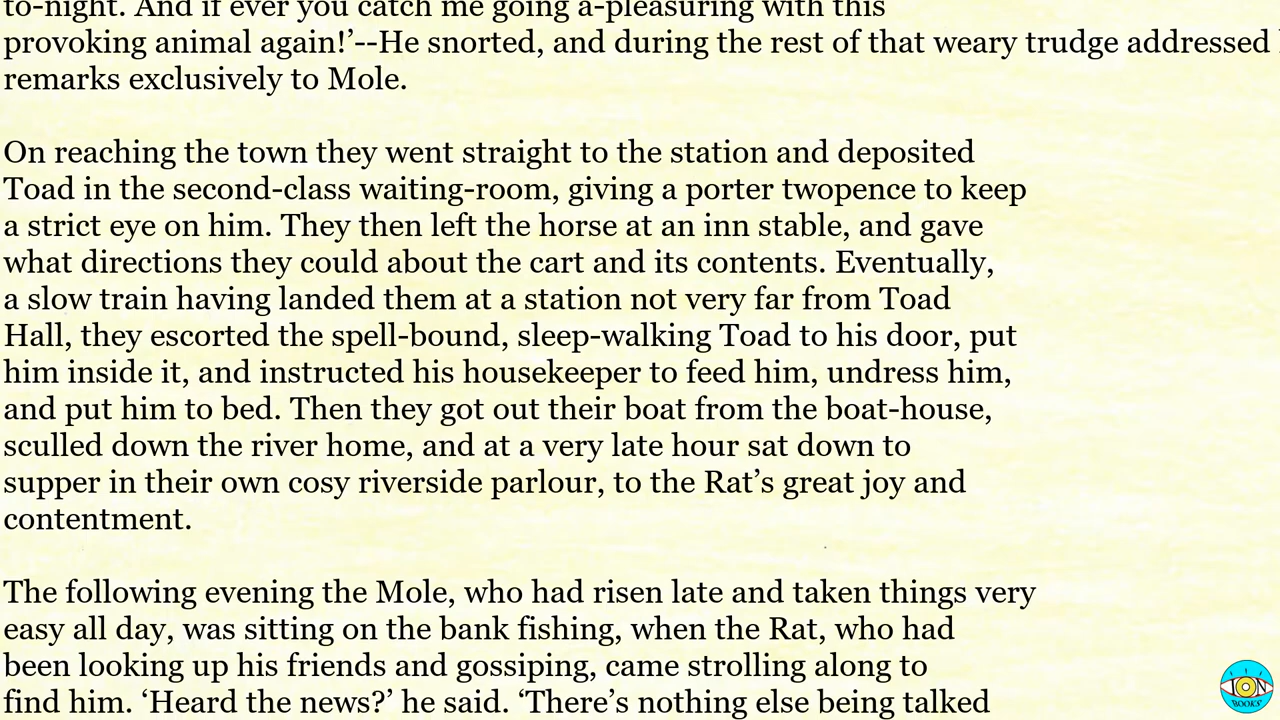 to-night. And if ever you catch me going a-pleasuring with this
provoking animal again!’--He snorted, and during the rest of that weary trudge addressed
remarks exclusively to Mole.
On reaching the town they went straight to the station and deposited
Toad in the second-class waiting-room, giving a porter twopence to keep
a strict eye on him. They then left the horse at an inn stable, and gave
what directions they could about the cart and its contents. Eventually,
a slow train having landed them at a station not very far from Toad
Hall, they escorted the spell-bound, sleep-walking Toad to his door, put
him inside it, and instructed his housekeeper to feed him, undress him,
and put him to bed. Then they got out their boat from the boat-house,
sculled down the river home, and at a very late hour sat down to
supper in their own cosy riverside parlour, to the Rat’s great joy and
contentment.
The following evening the Mole, who had risen late and taken things very
easy all day, was sitting on the bank fishing, when the Rat, who had
been looking up his friends and gossiping, came strolling along to
find him. ‘Heard the news?’ he said. ‘There’s nothing else being talked
ION
BOOKS